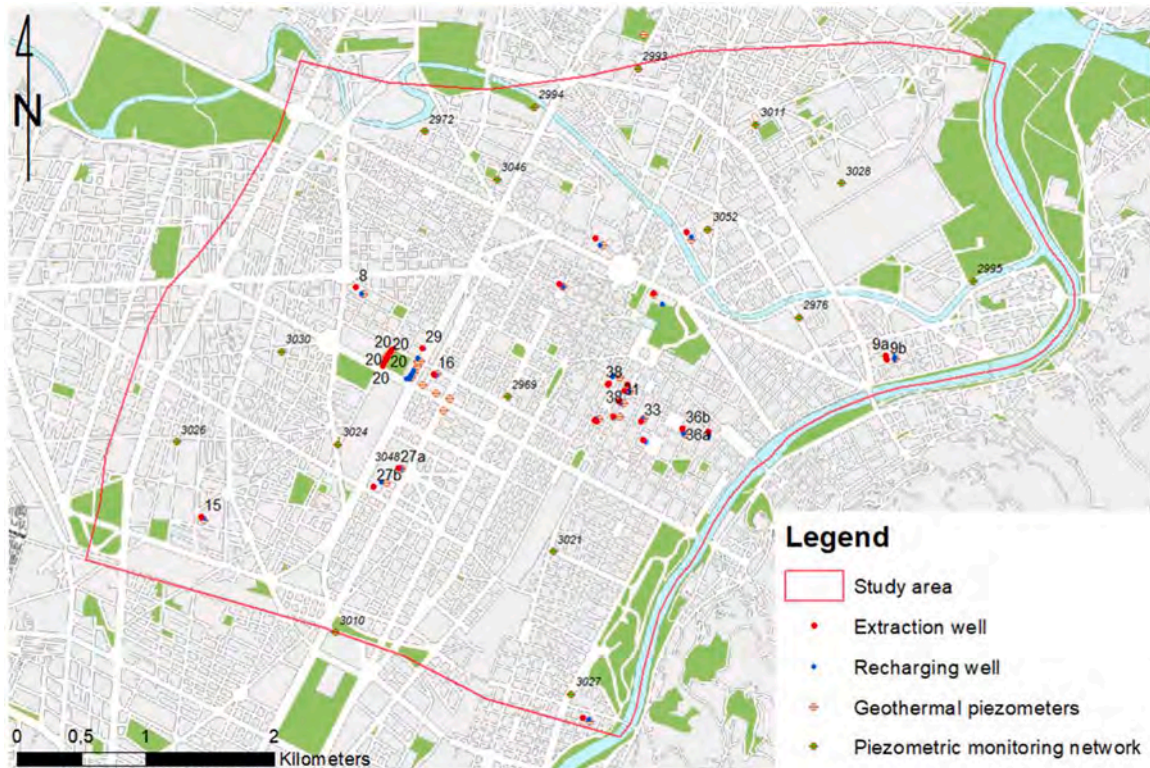 2993
2994
3011
2972
N
3046
3028
3052
2995
8
2976
3030
20 20
29
20
20
20
16
9a 9b
2969
38
31
38
33
36b
36a
3026
3024
3048
27a
27b
15
3021
3010
3027
Legend
Study area
Extraction well
Recharging well
Geothermal piezometers
Piezometric monitoring network
0 0.5 1 2
Kilometers